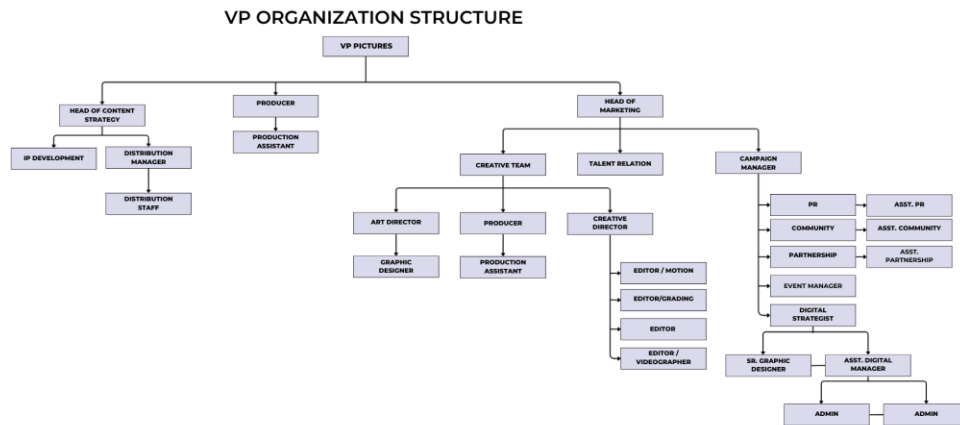 VP ORGANIZATION STRUCTURE
VP PICTURES
HEAD OF CONTENT
STRATEGY
PRODUCER
HEAD OF
MARKETING
IP DEVELOPMENT
DISTRIBUTION
MANAGER
PRODUCTION
ASSISTANT
CREATIVE TEAM
TALENT RELATION
CAMPAIGN
MANAGER
DISTRIBUTION
STAFF
ART DIRECTOR
PRODUCER
CREATIVE
DIRECTOR
PR
ASST. PR
COMMUNITY
ASST. COMMUNITY
GRAPHIC
DESIGNER
PRODUCTION
ASSISTANT
PARTNERSHIP
ASST.
PARTNERSHIP
EDITOR / MOTION
EVENT MANAGER
EDITOR/GRADING
DIGITAL
STRATEGIST
EDITOR
EDITOR /
VIDEOGRAPHER
SR. GRAPHIC
DESIGNER
ASST. DIGITAL
MANAGER
ADMIN
ADMIN